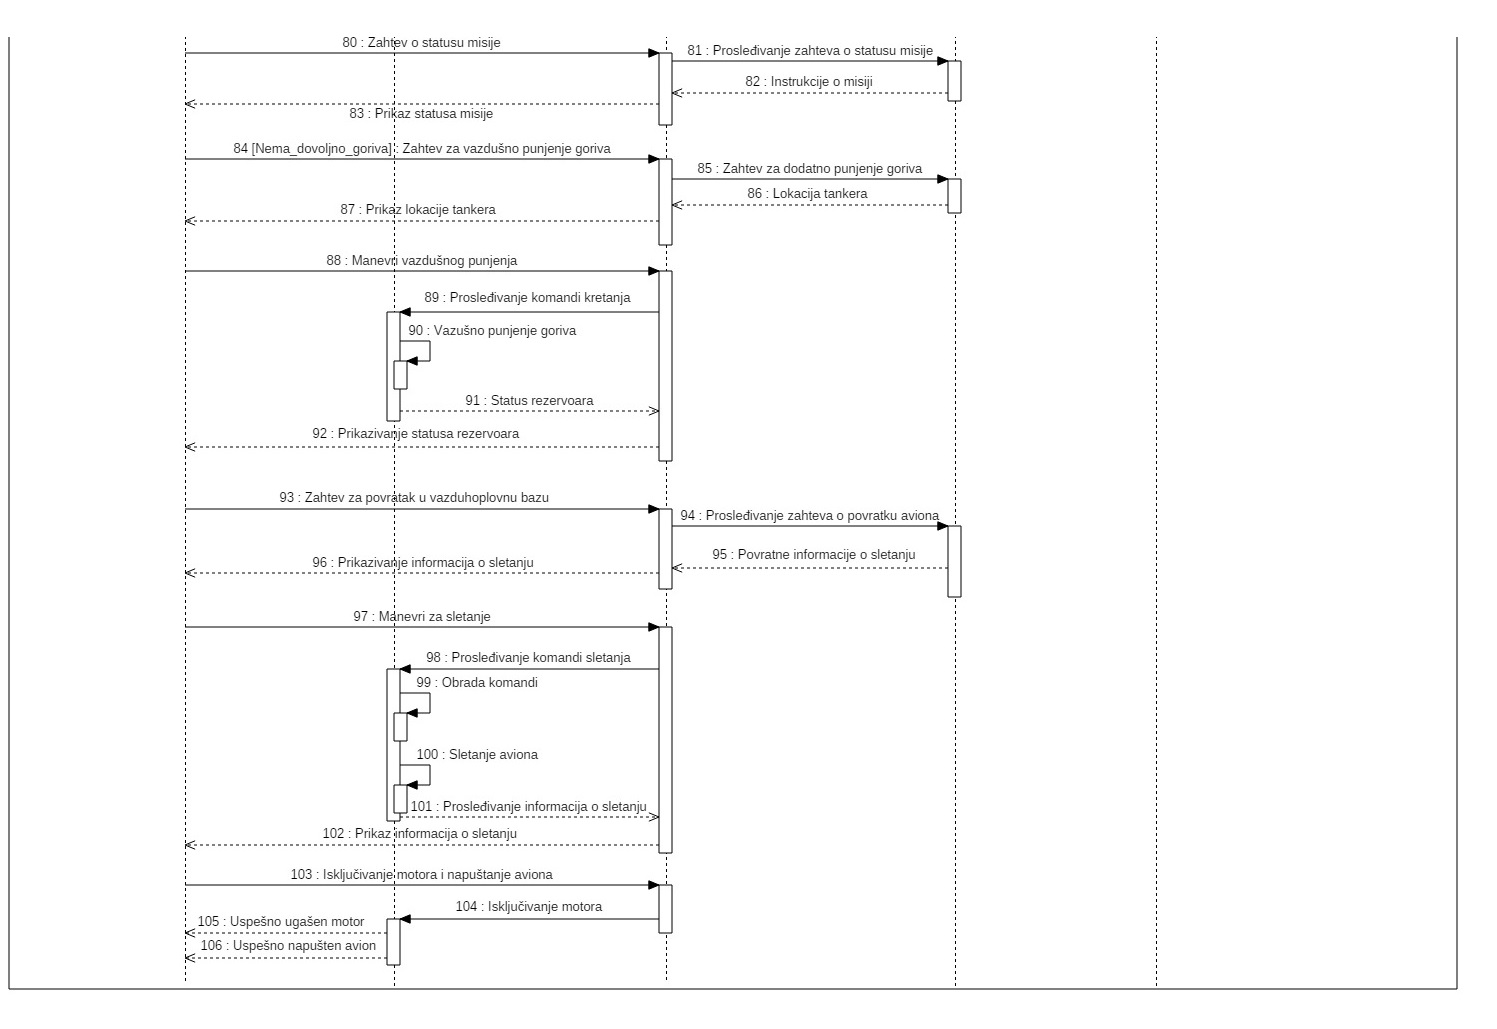 80 : Zahtev o statusu misije
81 : Prosleđivanje zahteva o statusu misije
82 : Instrukcije o misiji
83 : Prikaz statusa misije
84 [Nema_dovoljno_goriva] : Zahtev za vazdušno punjenje goriva
85 : Zahtev za dodatno punjenje goriva
86 : Lokacija tankera
87 : Prikaz lokacije tankera
88 : Manevri vazdušnog punjenja
89 : Prosleđivanje komandi kretanja
90 : Vazušno punjenje goriva
91 : Status rezervoara
92 : Prikazivanje statusa rezervoara
93 : Zahtev za povratak u vazduhoplovnu bazu
94 : Prosleđivanje zahteva o povratku aviona
95 : Povratne informacije o sletanju
96 : Prikazivanje informacija o sletanju
97 : Manevri za sletanje
98 : Prosleđivanje komandi sletanja
99 : Obrada komandi
100 : Sletanje aviona
101 : Prosleđivanje informacija o sletanju
102 : Prikaz informacija o sletanju
103 : Isključivanje motora i napuštanje aviona
104 : Isključivanje motora
105 : Uspešno ugašen motor
106 : Uspešno napušten avion